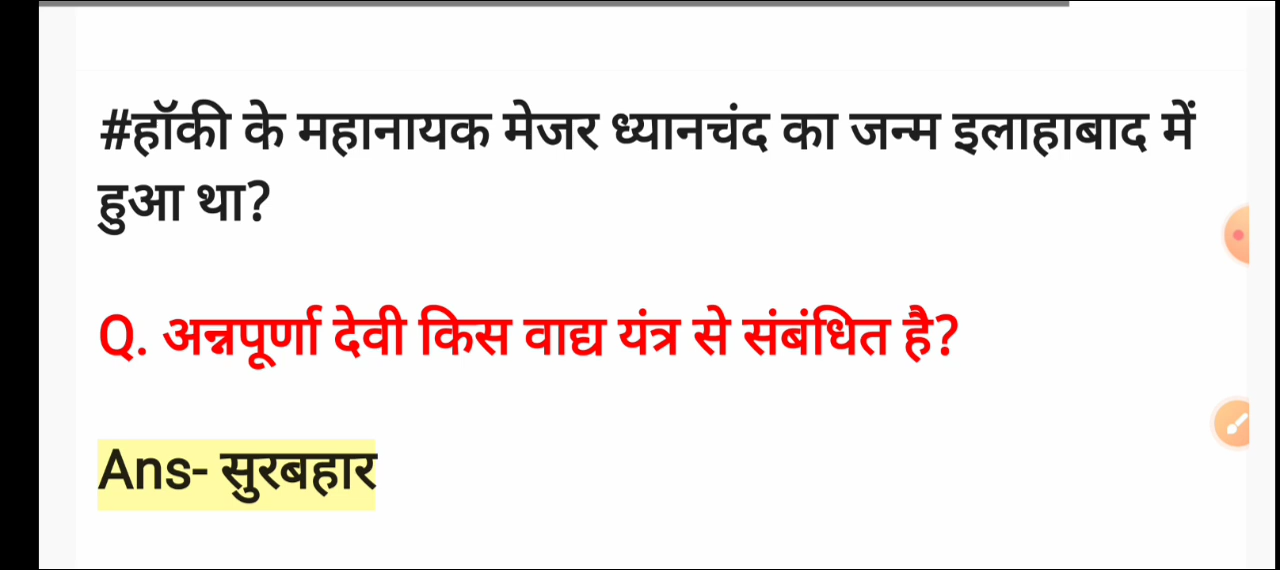 #हॉकी के महानायक मेजर ध्यानचंद का जन्म इलाहाबाद में
हुआ था?
Q. अन्नपूर्णा देवी किस वाद्य यंत्र से संबंधित है?
Ans- सुरबहार